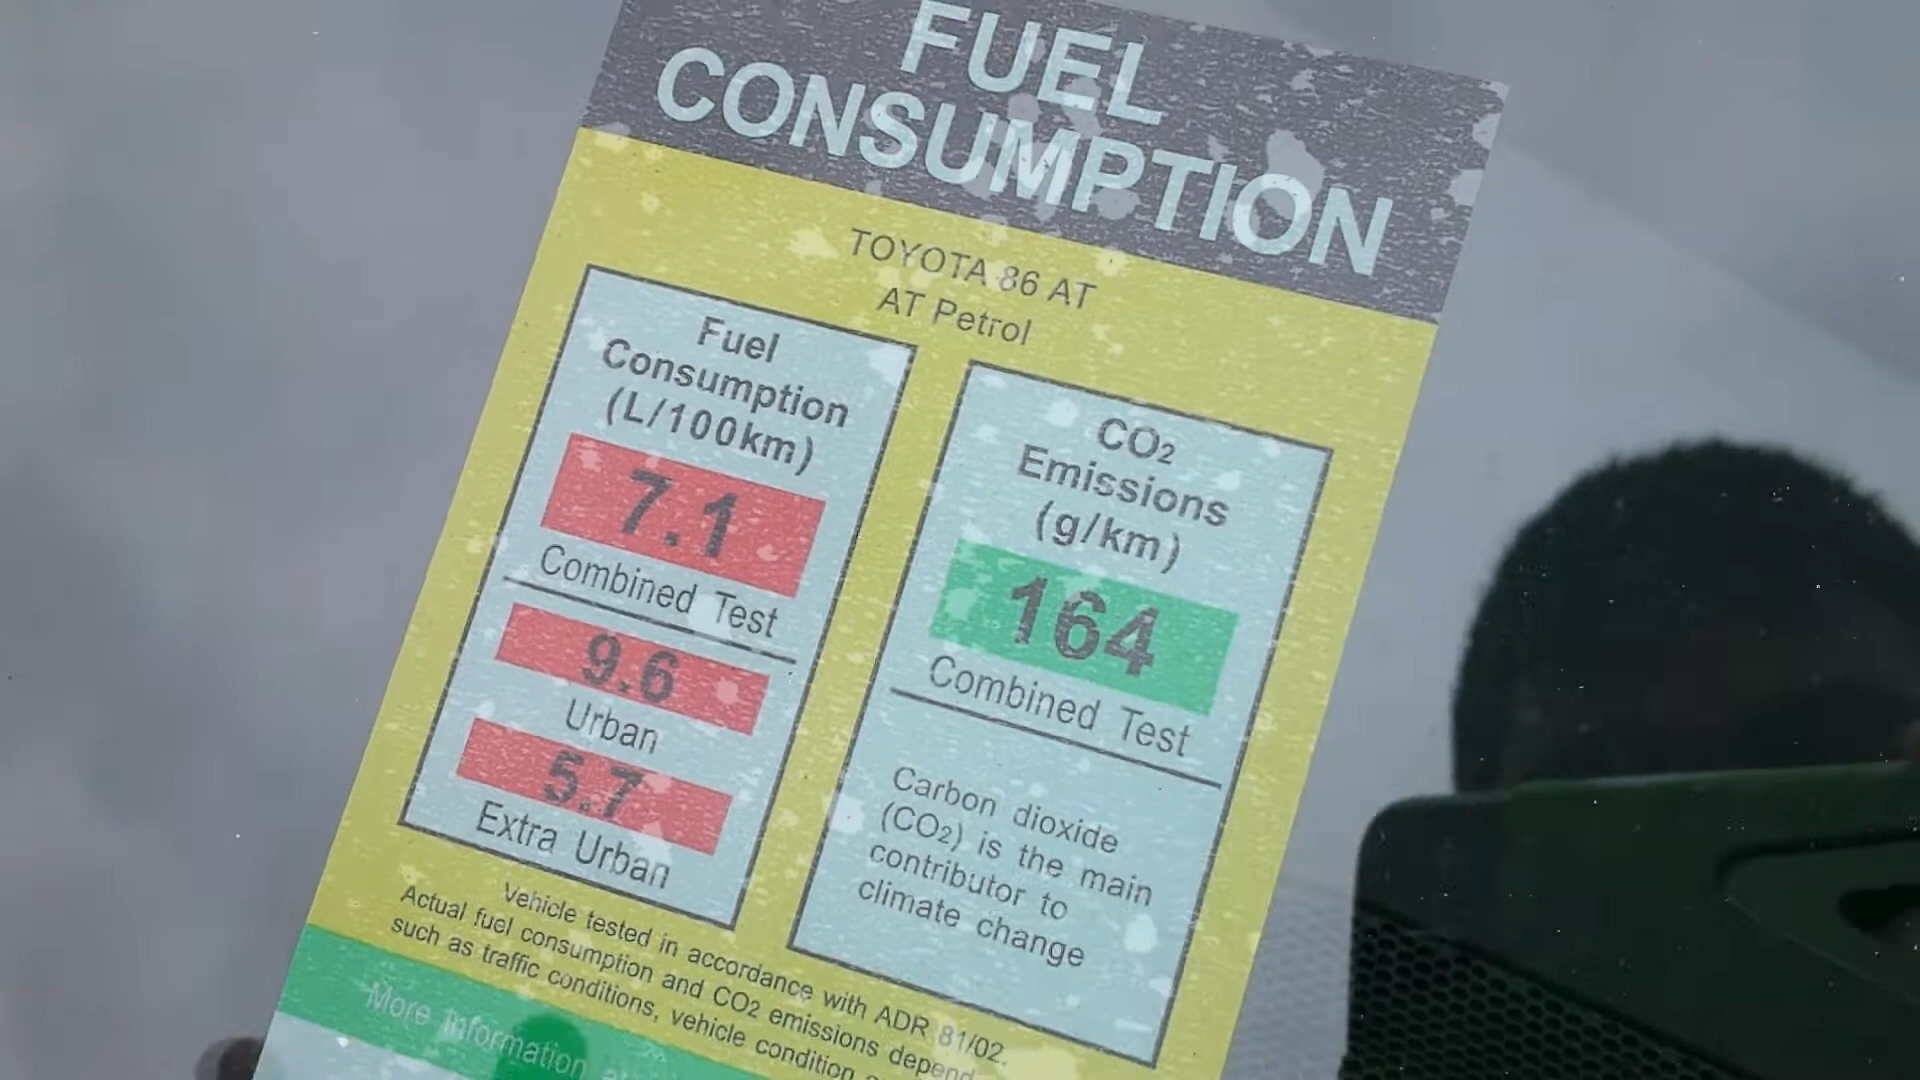 FUEL
CONSUMPTION
TOYOTA 86 AT
AT Petrol
Fuel
Consumption
(L/100km)
7.1
Combined Test
9.6
Urban
5.7
Extra Urban
CO2
Emissions
(g/km)
164
Combined Test
Carbon dioxide
(CO2) is the main
contributor to
climate change
Vehicle tested in accordance with ADR 81/02.
Actual fuel consumption and CO2 emissions depend
such as traffic conditions, vehicle condition
More information